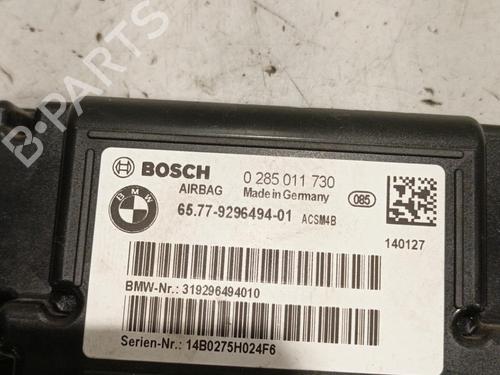 B-PARTS
BOSCH 0 285 011 730
AIRBAG Made in Germany
BMW
65.77-9296494-01 ACSM4B
085
140127
BMW-Nr.: 319296494010
Serien-Nr.: 14B0275H024F6